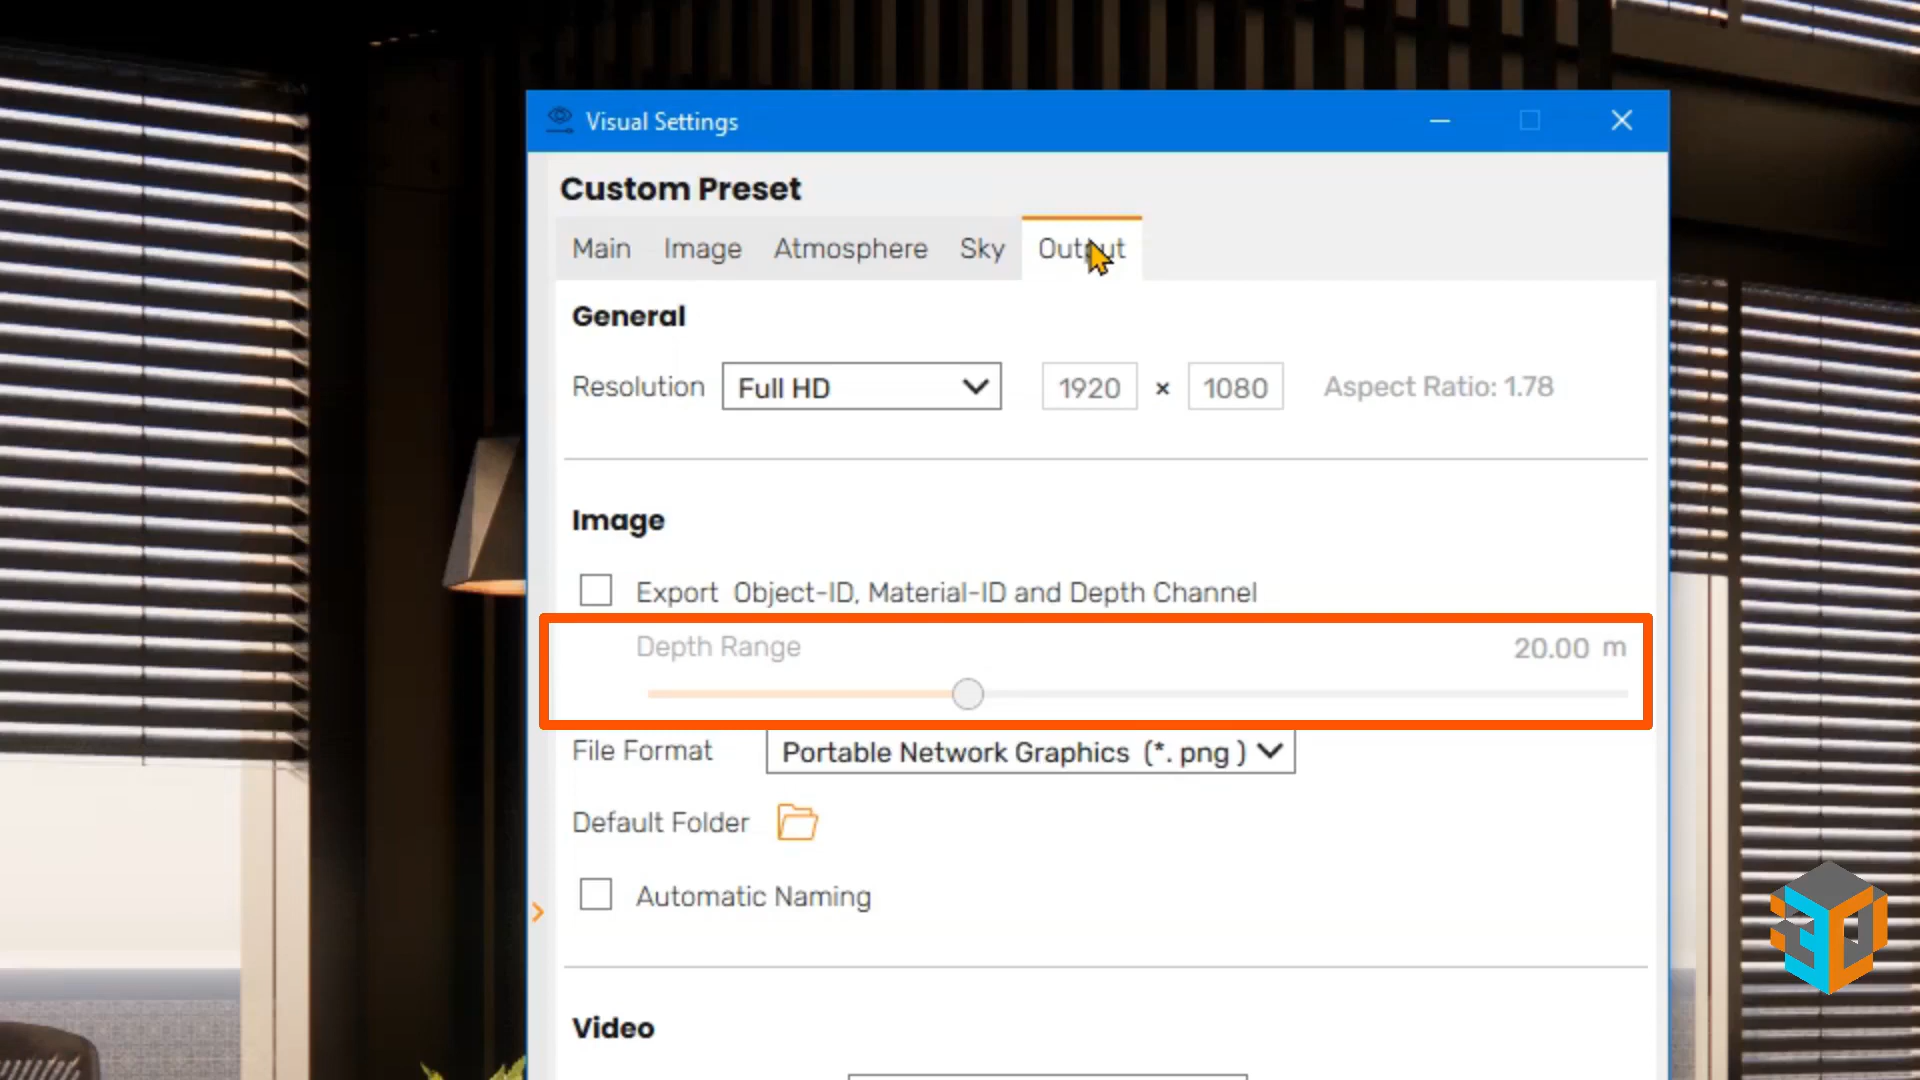 Visual Settings
Custom Preset
Main Image Atmosphere Sky Output
General
Resolution Full HD 1920 × 1080 Aspect Ratio: 1.78
Image
Export Object-ID, Material-ID and Depth Channel
Depth Range 20.00 m
File Format Portable Network Graphics (*. png )
Default Folder
Automatic Naming
Video